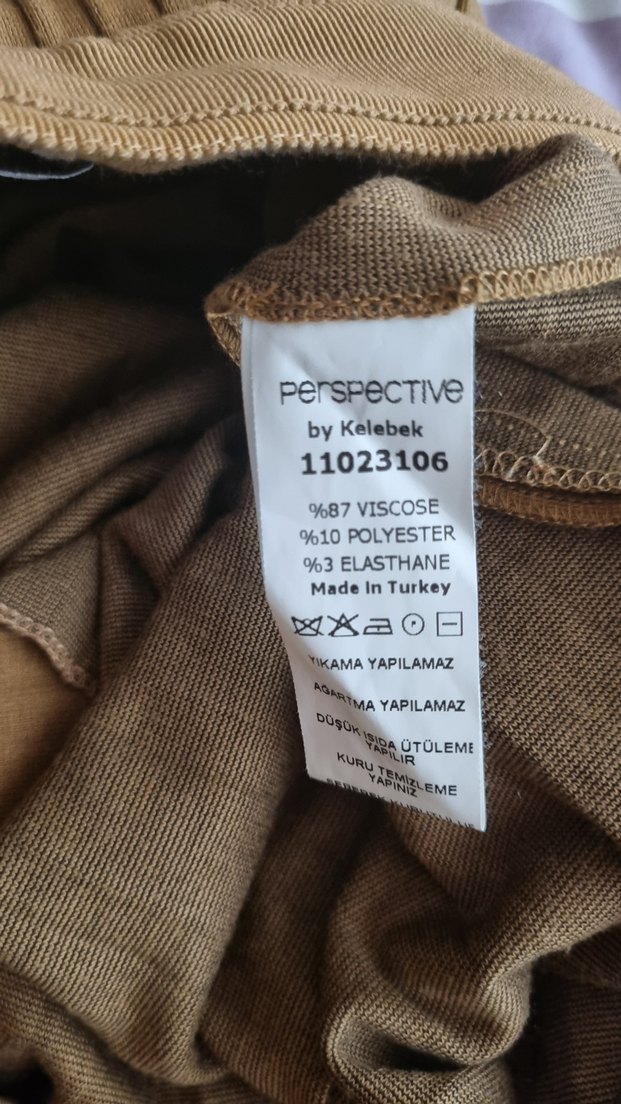 PERSPECTIVE
by Kelebek
11023106
%87 VISCOSE
%10 POLYESTER
%3 ELASTHANE
Made In Turkey
YIKAMA YAPILAMAZ
AGARTMA YAPILAMAZ
DÜŞÜK ISIDA ÜTÜLEME
YAPILIR
KURU TEMİZLEME
YAPINIZ